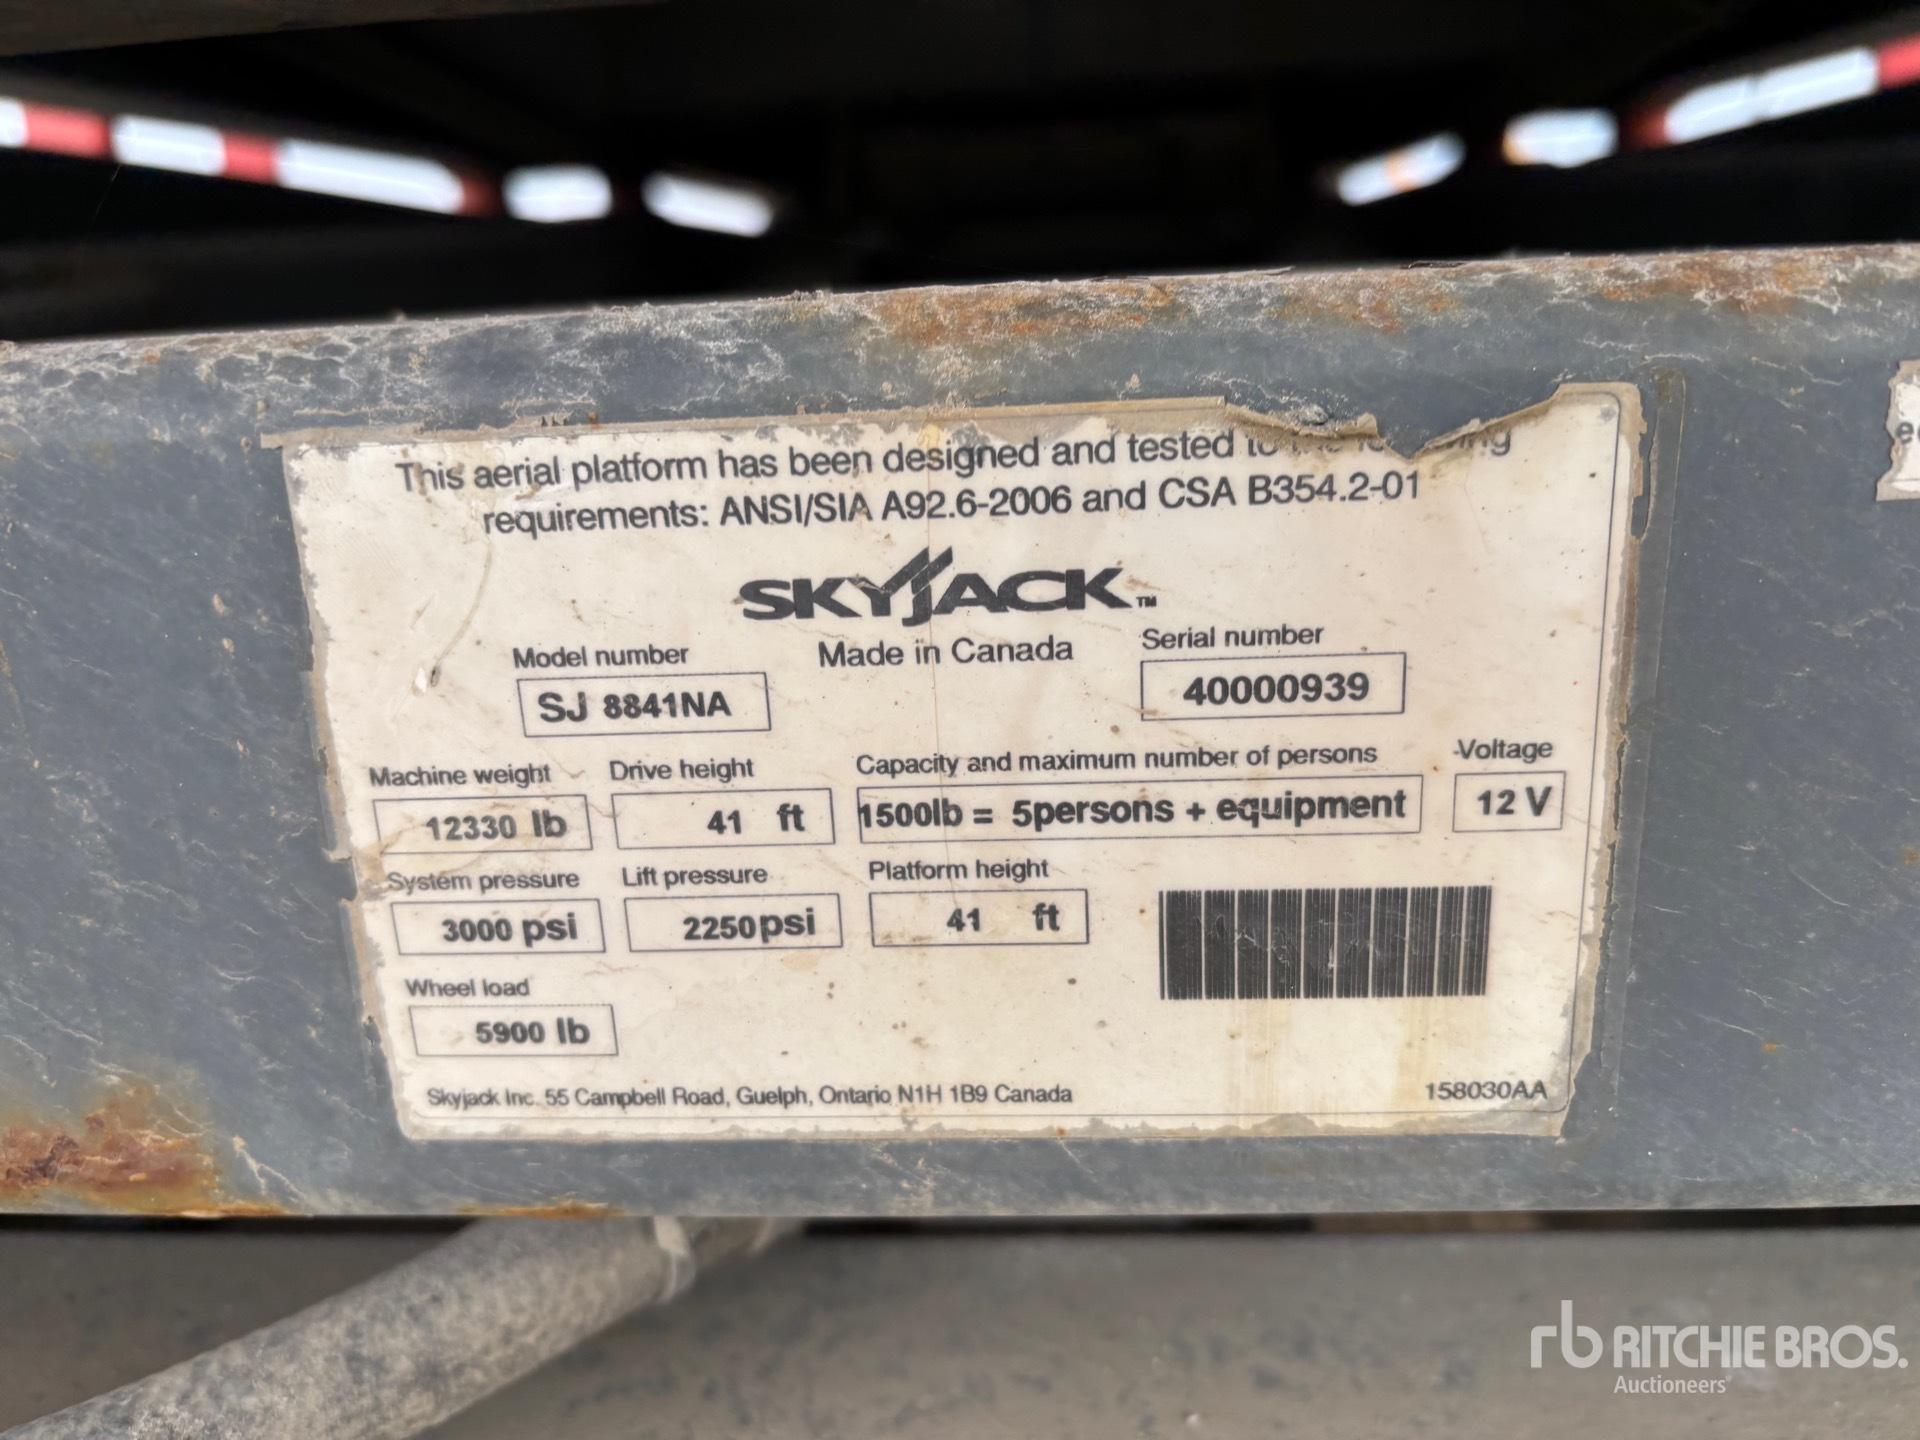 This aerial platform has been designed and tested to the following
requirements: ANSI/SIA A92.6-2006 and CSA B354.2-01
SKYJACK TM
Made in Canada
Model number
SJ 8841NA
Serial number
40000939
Machine weight
12330 lb
Drive height
41 ft
Capacity and maximum number of persons
1500lb = 5persons + equipment
Voltage
12 V
System pressure
3000 psi
Lift pressure
2250psi
Platform height
41 ft
Wheel load
5900 lb
Skyjack Inc. 55 Campbell Road, Guelph, Ontario N1H 1B9 Canada
158030AA
rb RITCHIE BROS.
Auctioneers